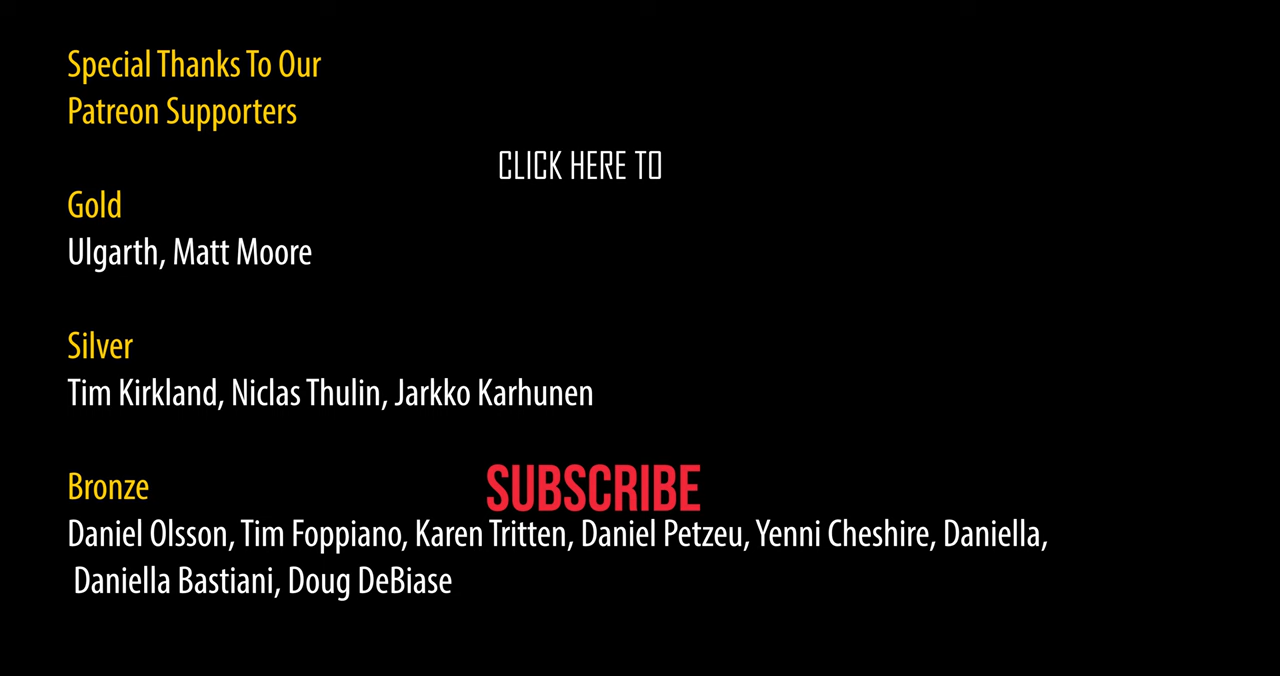 Special Thanks To Our
Patreon Supporters
CLICK HERE TO
Gold
Ulgarth, Matt Moore
Silver
Tim Kirkland, Niclas Thulin, Jarkko Karhunen
Bronze
SUBSCRIBE
Daniel Olsson, Tim Foppiano, Karen Tritten, Daniel Petzeu, Yenni Cheshire, Daniella,
Daniella Bastiani, Doug DeBiase